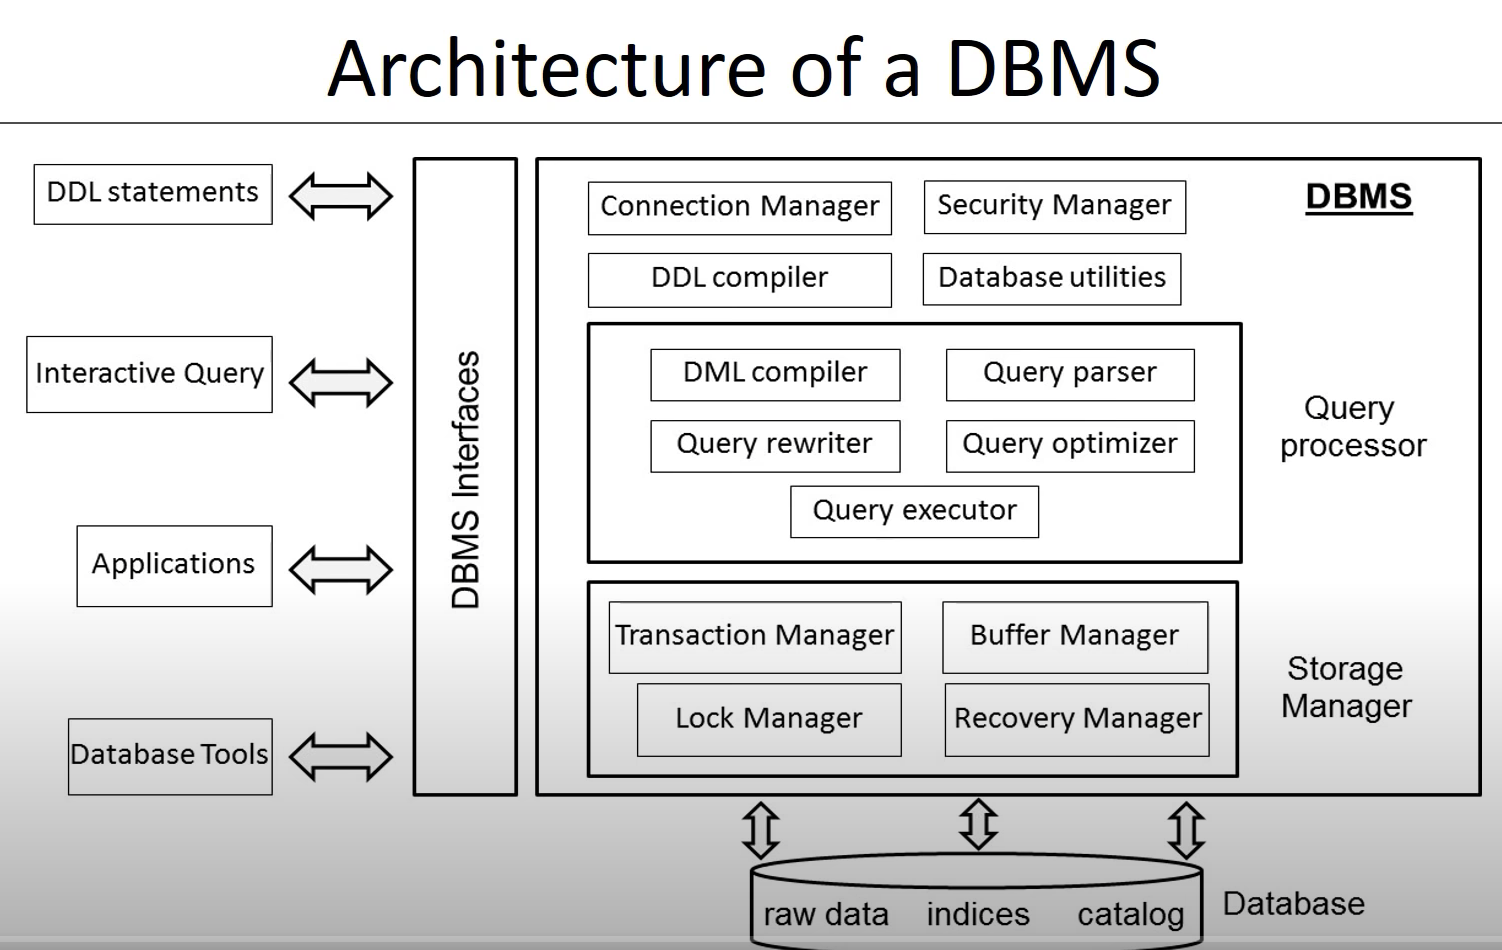 Architecture of a DBMS
DDL statements
Interactive Query
Applications
Database Tools
DBMS Interfaces
DBMS
Connection Manager
Security Manager
DDL compiler
Database utilities
DML compiler
Query parser
Query rewriter
Query optimizer
Query executor
Query
processor
Transaction Manager
Buffer Manager
Lock Manager
Recovery Manager
Storage
Manager
raw data
indices
catalog
Database